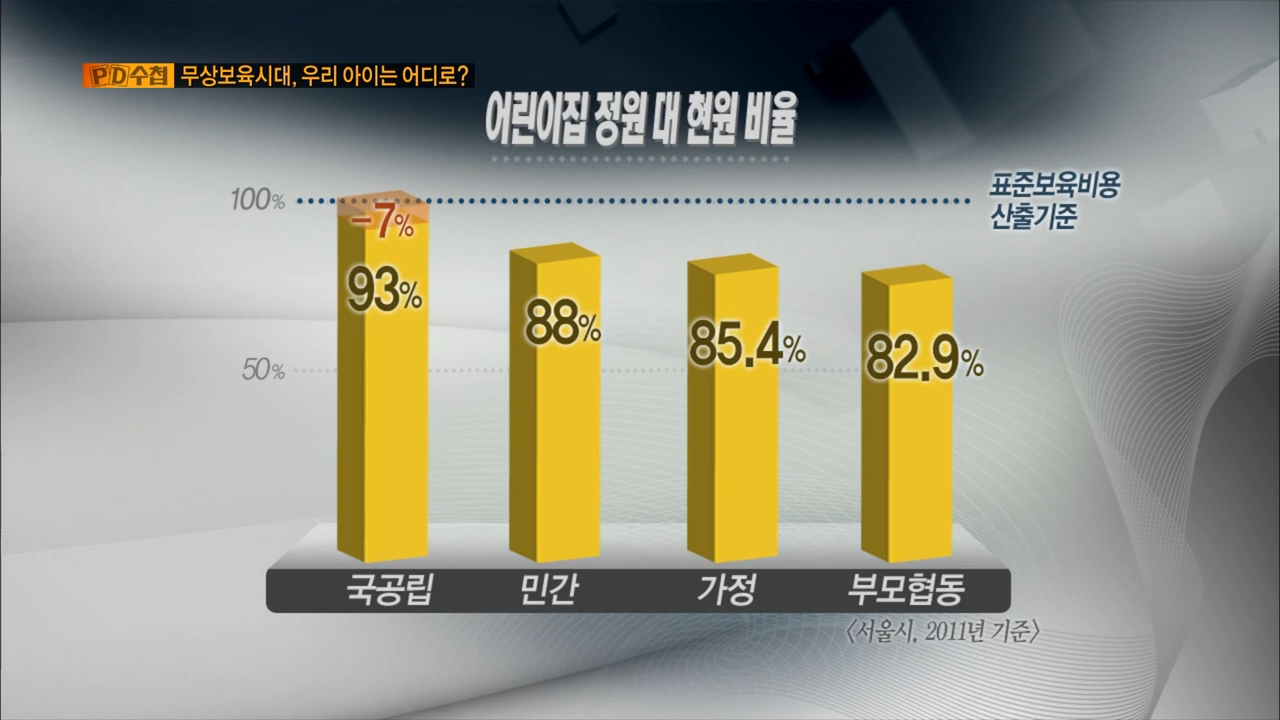 PD수첩 무상보육시대, 우리 아이는 어디로?
어린이집 정원 대 현원 비율
100%
표준보육비용
산출기준
-7%
93%
88%
85.4%
82.9%
50%
국공립 민간 가정 부모협동
〈서울시, 2011년 기준〉